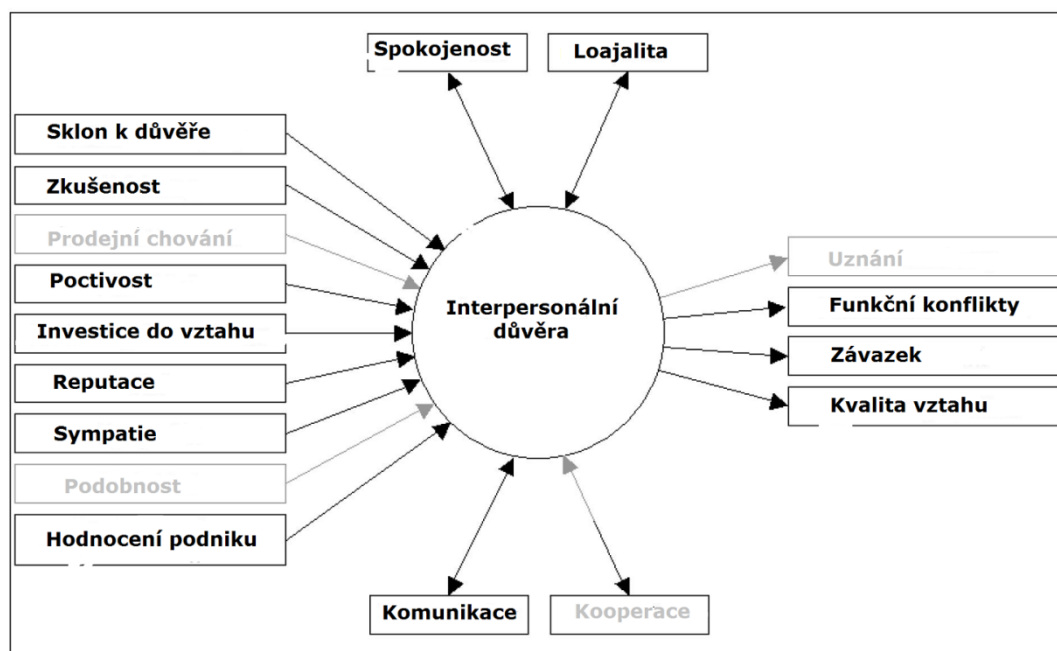 Spokojenost
Loajalita
Sklon k důvěře
Zkušenost
Prodejní chování
Poctivost
Investice do vztahu
Reputace
Sympatie
Podobnost
Hodnocení podniku
Interpersonální
důvěra
Uznání
Funkční konflikty
Závazek
Kvalita vztahu
Komunikace
Kooperace